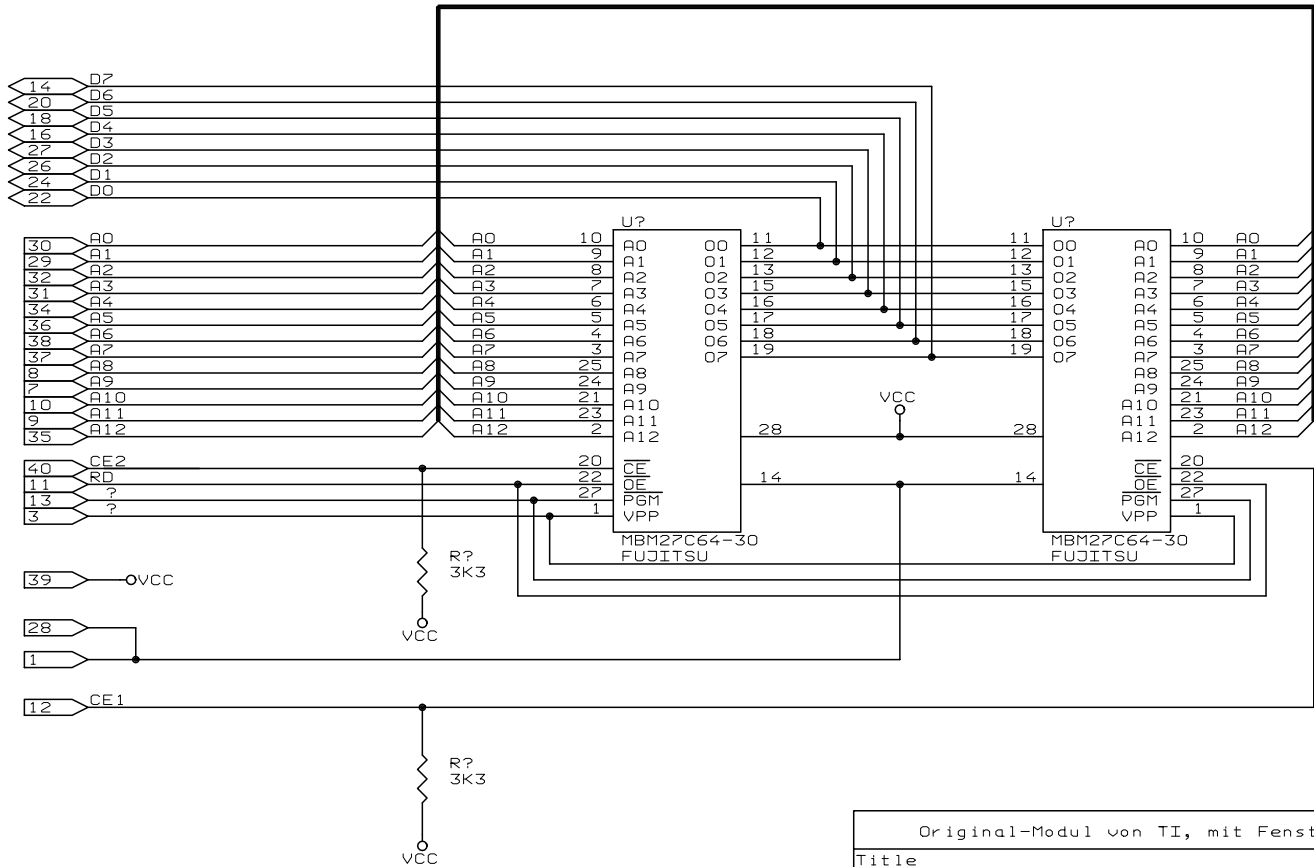 14 D7
20 D6
18 D5
16 D4
27 D3
26 D2
24 D1
22 D0
U? U?
30 A0 A0 10 A0 O0 11 11 O0 A0 10 A0
29 A1 A1 9 A1 O1 12 12 O1 A1 9 A1
32 A2 A2 8 A2 O2 13 13 O2 A2 8 A2
31 A3 A3 7 A3 O3 15 15 O3 A3 7 A3
34 A4 A4 6 A4 O4 16 16 O4 A4 6 A4
36 A5 A5 5 A5 O5 17 17 O5 A5 5 A5
38 A6 A6 4 A6 O6 18 18 O6 A6 4 A6
37 A7 A7 3 A7 O7 19 19 O7 A7 3 A7
8 A8 A8 25 A8 A8 25 A8
7 A9 A9 24 A9 A9 24 A9
10 A10 A10 21 A10 VCC A10 21 A10
9 A11 A11 23 A11 A11 23 A11
35 A12 A12 2 A12 28 28 A12 2 A12
40 CE2 20 CE CE 20
11 RD 22 OE 14 14 OE 22
13 ? 27 PGM PGM 27
3 ? 1 VPP VPP 1
MBM27C64-30 MBM27C64-30
FUJITSU FUJITSU
R?
3K3
39 VCC
28
VCC
1
12 CE1
R?
3K3
VCC
Original-Modul von TI, mit Fenst
Title